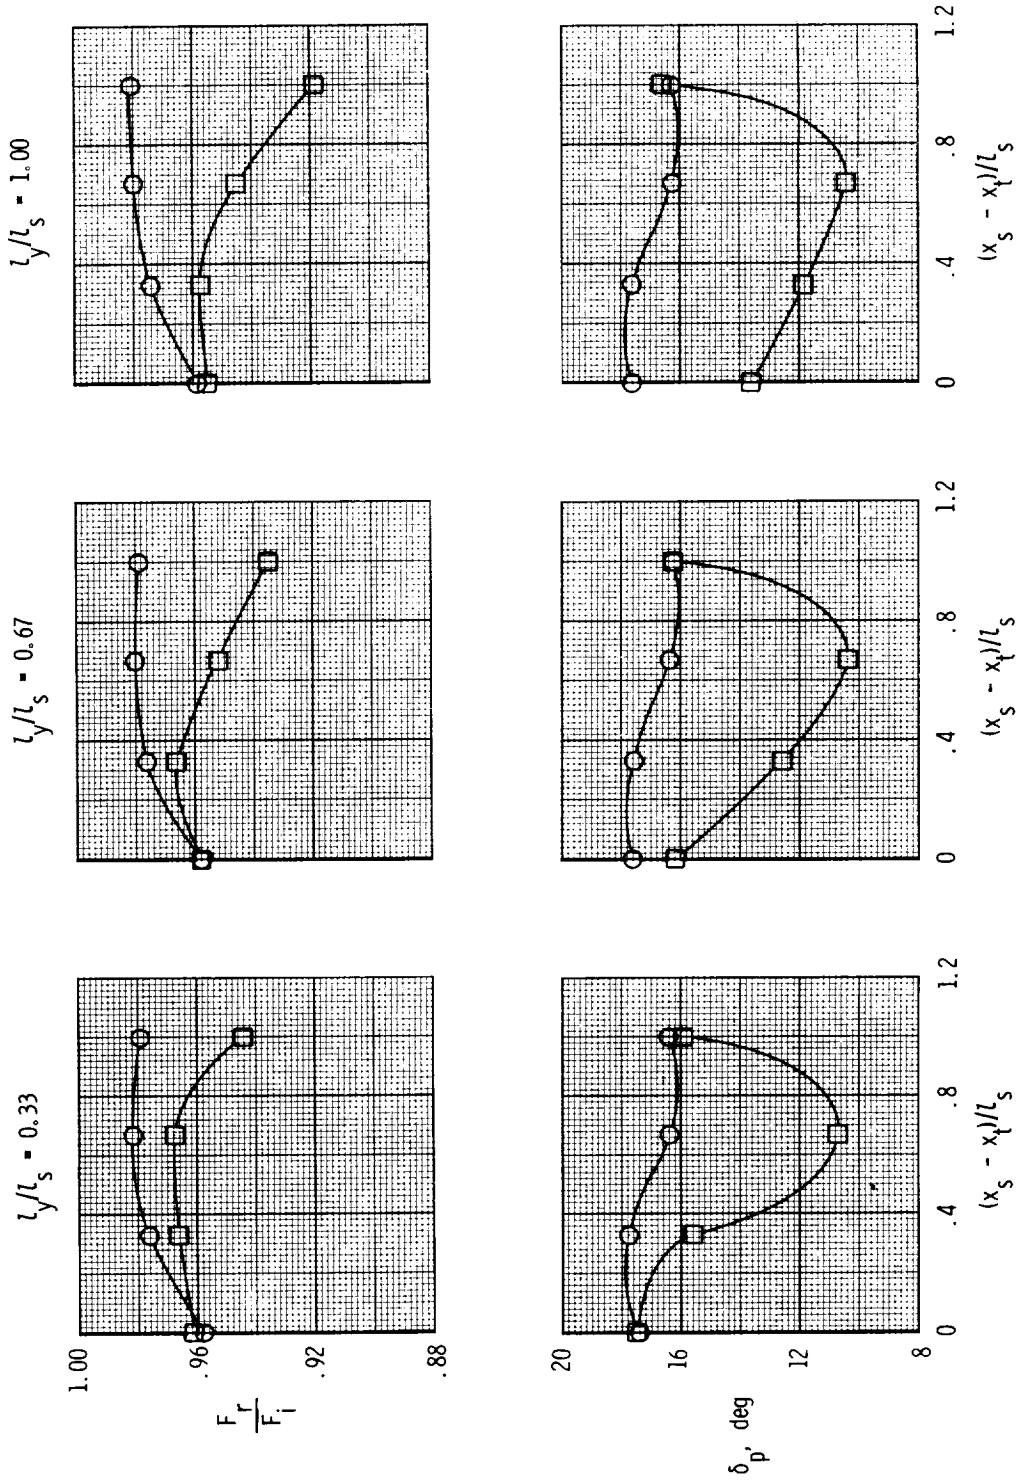 l_y/l_s = 0.33
l_y/l_s = 0.67
l_y/l_s = 1.00
F_r/F_i
1.00
.96
.92
.88
δ_p, deg
20
16
12
8
0 .4 .8 1.2
0 .4 .8 1.2
0 .4 .8 1.2
(x_s - x_t)/l_s
(x_s - x_t)/l_s
(x_s - x_t)/l_s